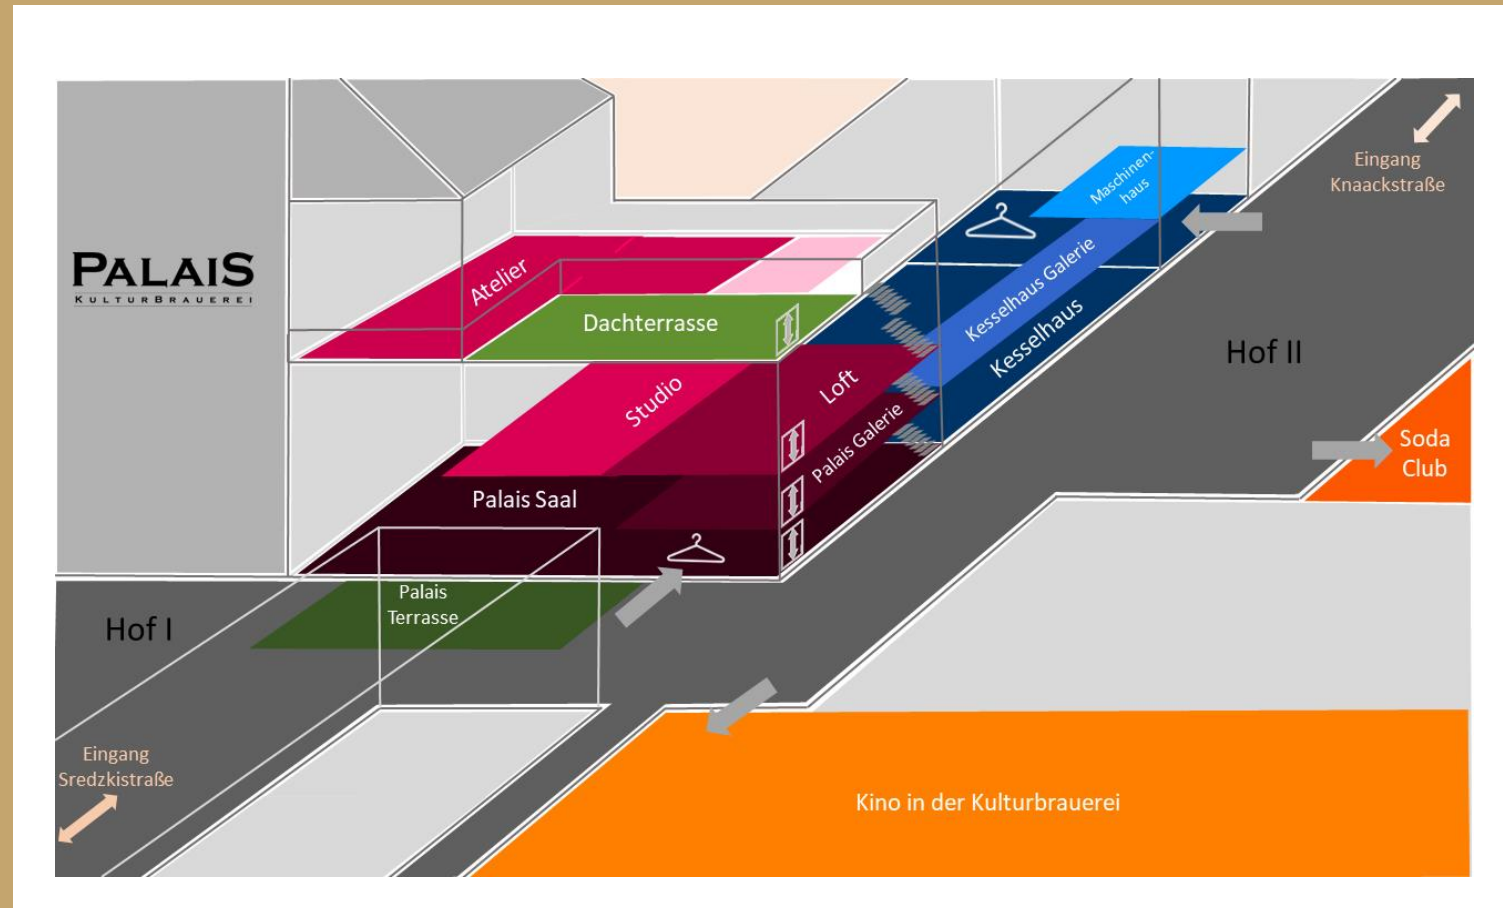 PALAIS
KULTURBRAUEREI
Eingang
Knaackstraße
Maschinen-
haus
Atelier
Kesselhaus Galerie
Dachterrasse
Kesselhaus
Hof II
Studio
Loft
Palais Galerie
Soda
Club
Palais Saal
Palais
Terrasse
Hof I
Eingang
Sredzkistraße
Kino in der Kulturbrauerei